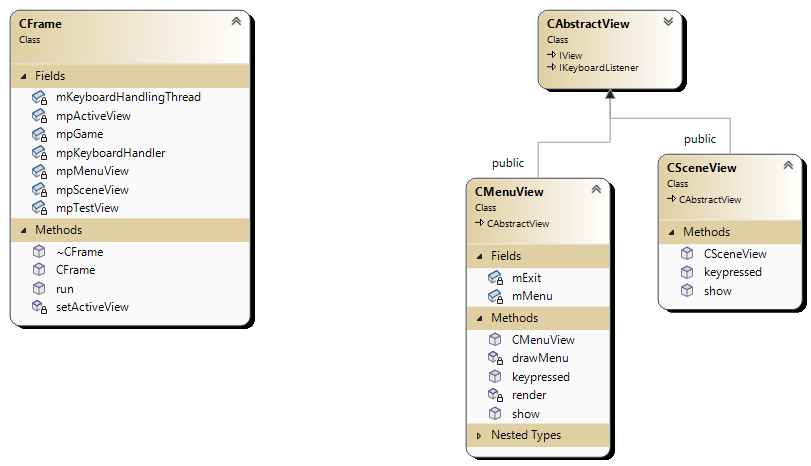 CFrame
Class
Fields
mKeyboardHandlingThread
mpActiveView
mpGame
mpKeyboardHandler
mpMenuView
mpSceneView
mpTestView
Methods
~CFrame
CFrame
run
setActiveView
CAbstractView
Class
IView
IKeyboardListener
public
public
CMenuView
Class
CAbstractView
Fields
mExit
mMenu
Methods
CMenuView
drawMenu
keypressed
render
show
Nested Types
CSceneView
Class
CAbstractView
Methods
CSceneView
keypressed
show